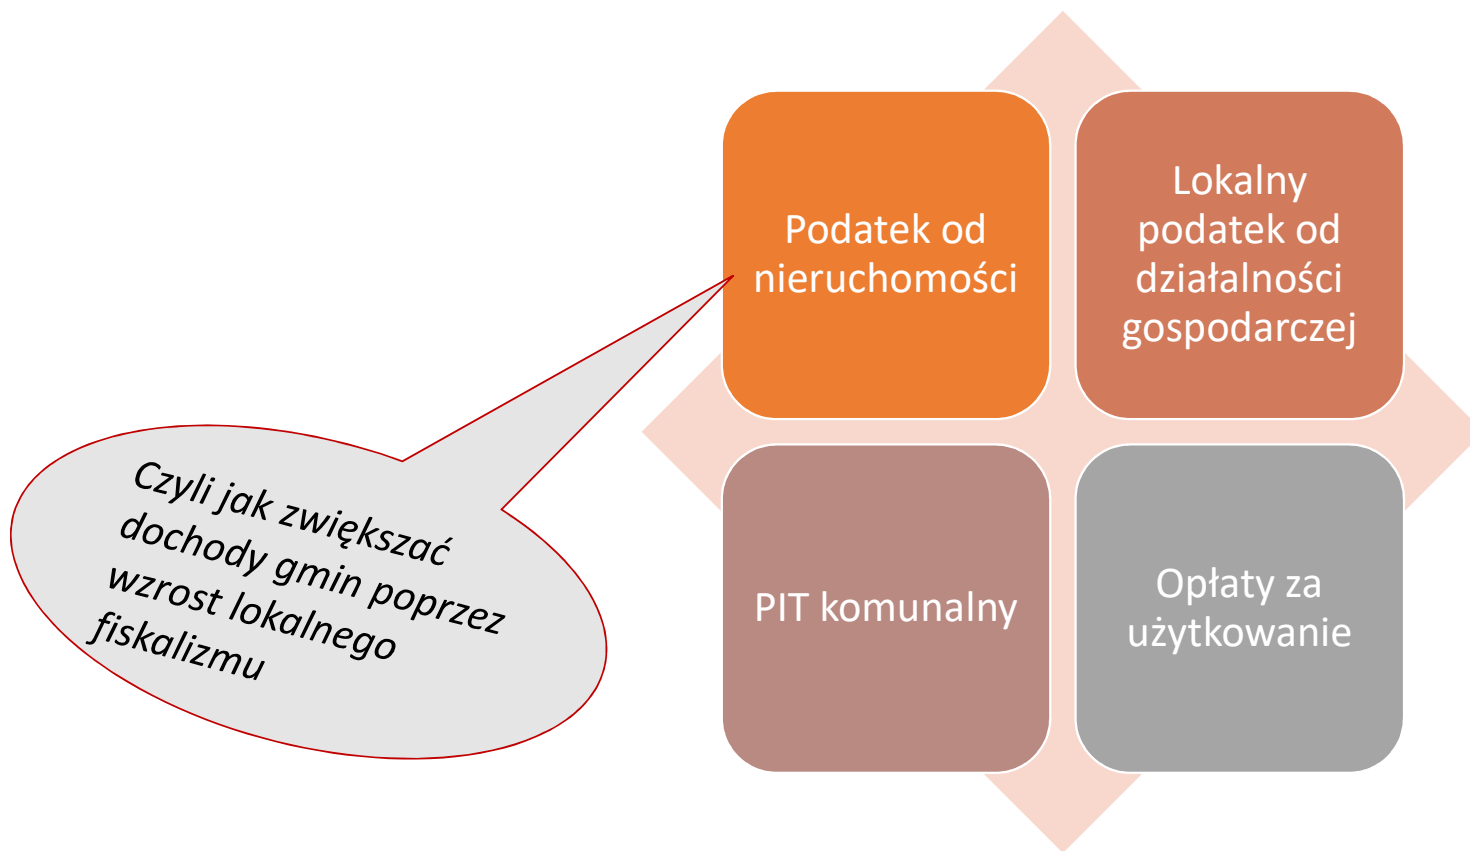 Podatek od
nieruchomości
Lokalny
podatek od
działalności
gospodarczej
Czyli jak zwiększać
dochody gmin poprzez
wzrost lokalnego
fiskalizmu
PIT komunalny
Opłaty za
użytkowanie